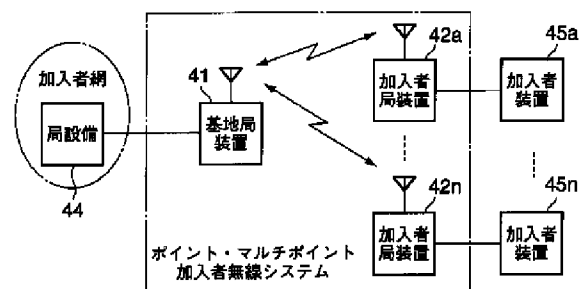 加入者網
局設備
44
41
基地局
装置
42a
加入者
局装置
45a
加入者
装置
42n
加入者
局装置
45n
加入者
装置
ポイント・マルチポイント
加入者無線システム